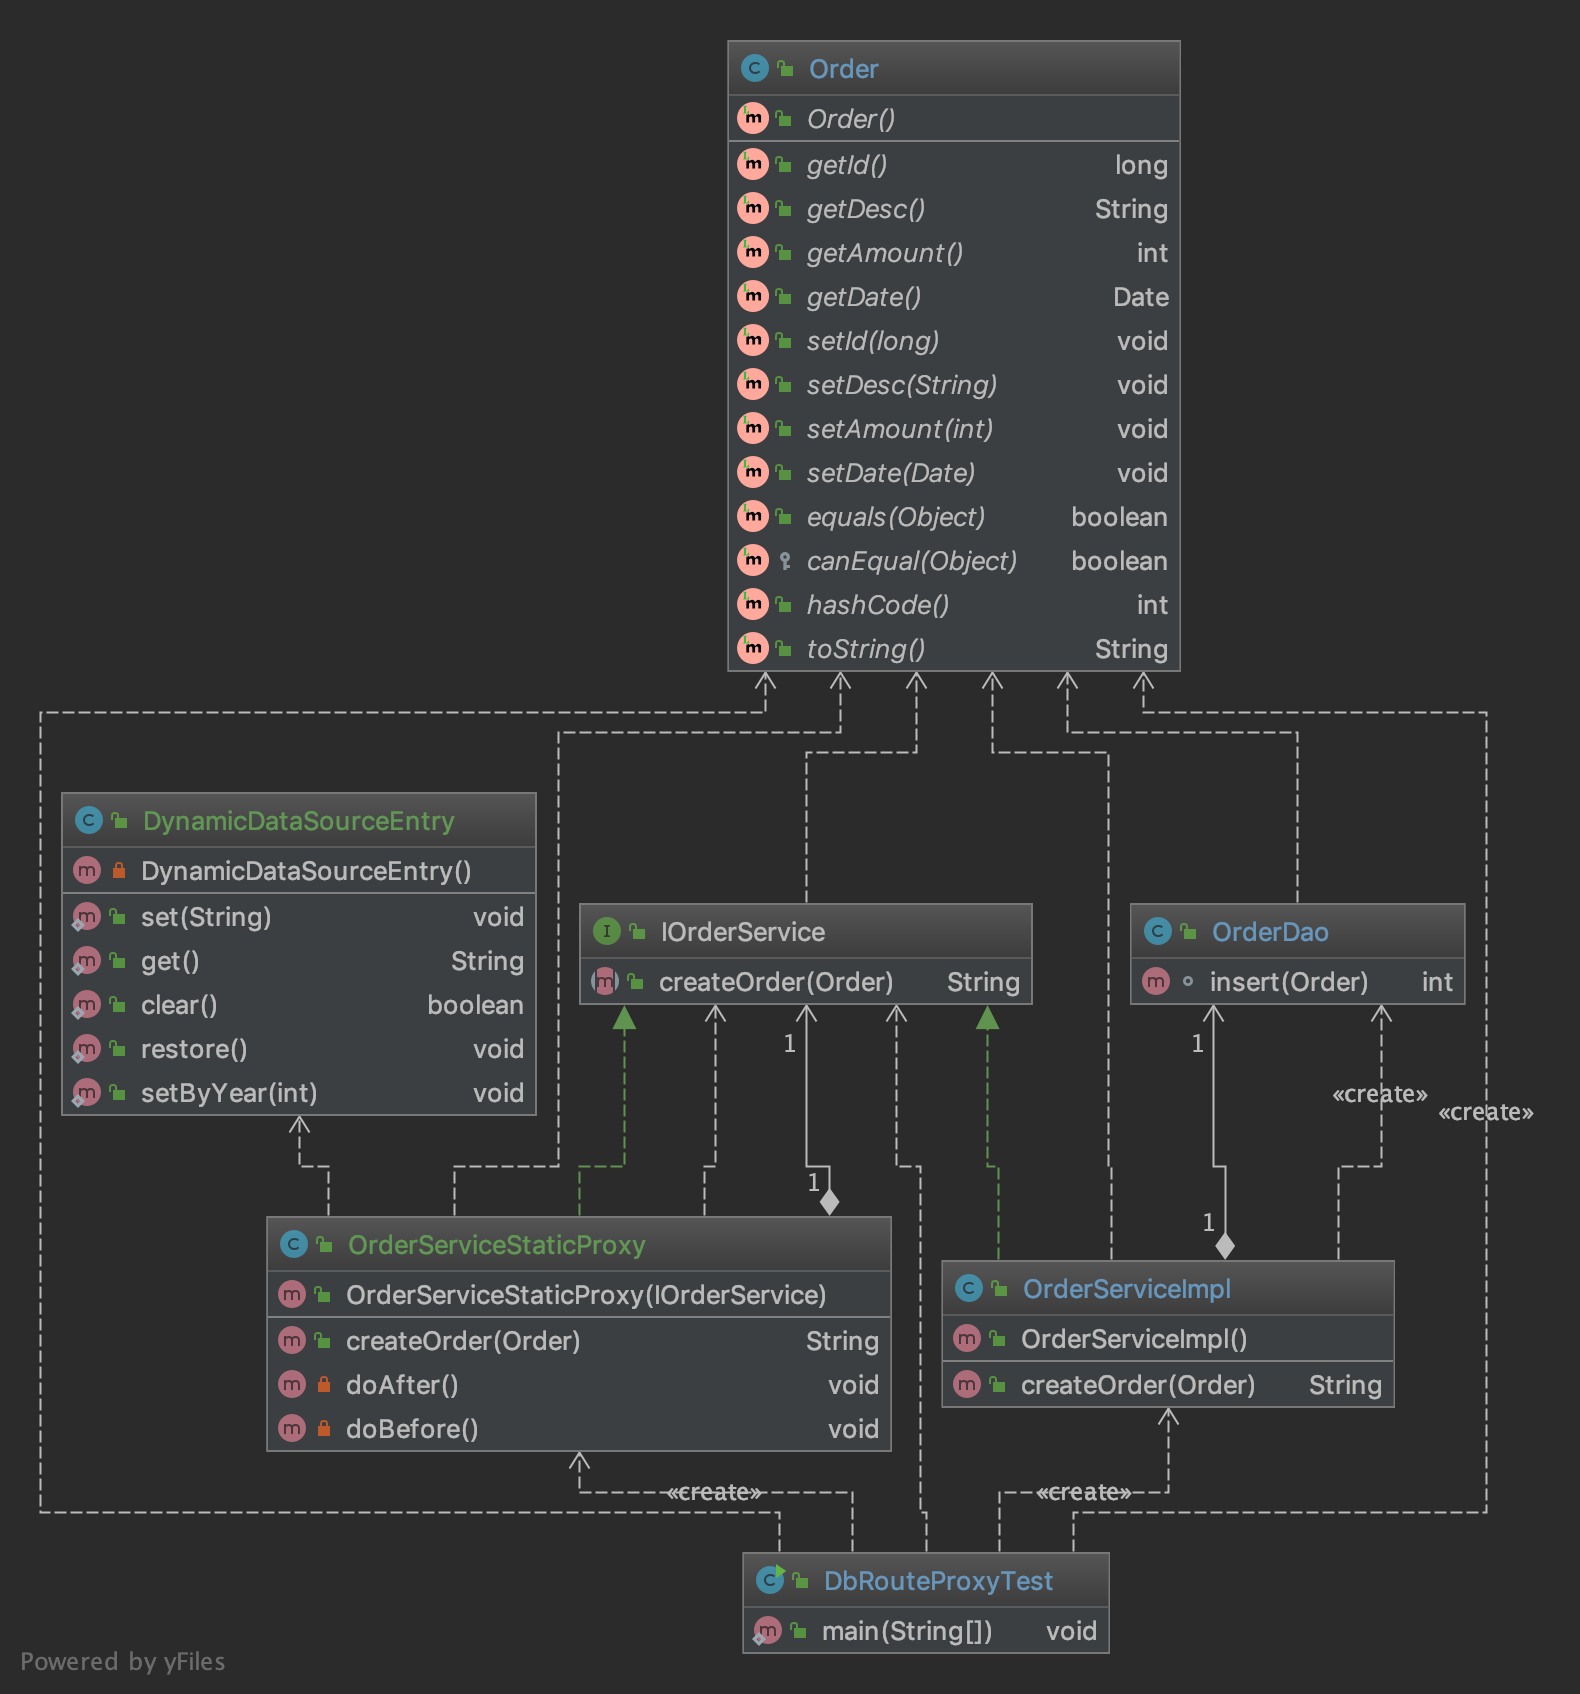 Order
Order()
getId() long
getDesc() String
getAmount() int
getDate() Date
setId(long) void
setDesc(String) void
setAmount(int) void
setDate(Date) void
equals(Object) boolean
canEqual(Object) boolean
hashCode() int
toString() String
DynamicDataSourceEntry
DynamicDataSourceEntry()
set(String) void
get() String
clear() boolean
restore() void
setByYear(int) void
IOrderService
createOrder(Order) String
OrderDao
insert(Order) int
1
1
«create»
«create»
1
1
OrderServiceStaticProxy
OrderServiceStaticProxy(IOrderService)
createOrder(Order) String
doAfter() void
doBefore() void
OrderServiceImpl
OrderServiceImpl()
createOrder(Order) String
«create»
«create»
DbRouteProxyTest
main(String[]) void
Powered by yFiles